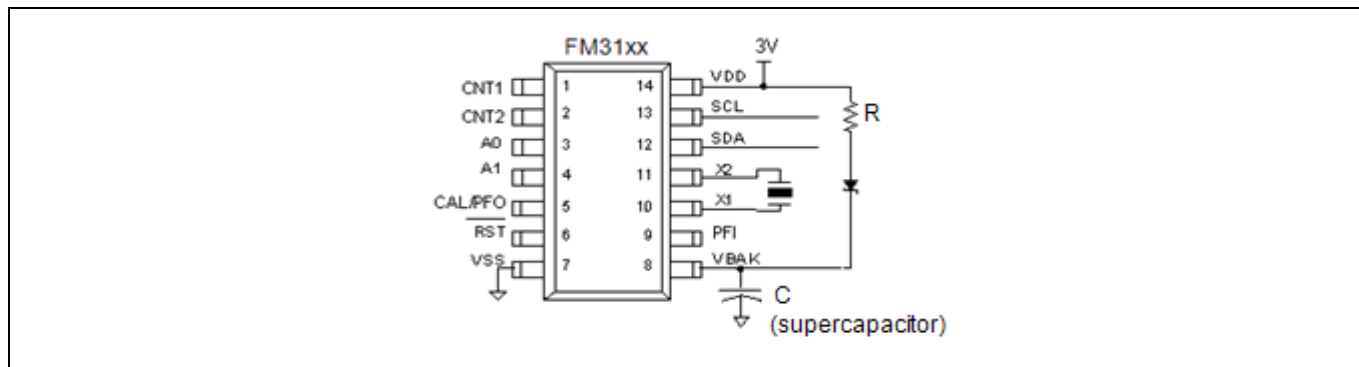 FM31xx
3V
CNT1 1 14 VDD
CNT2 2 13 SCL
R
A0 3 12 SDA
A1 4 11 X2
CAL/PFO 5 10 X1
RST 6 9 PFI
VSS 7 8 VBAK
C
(supercapacitor)